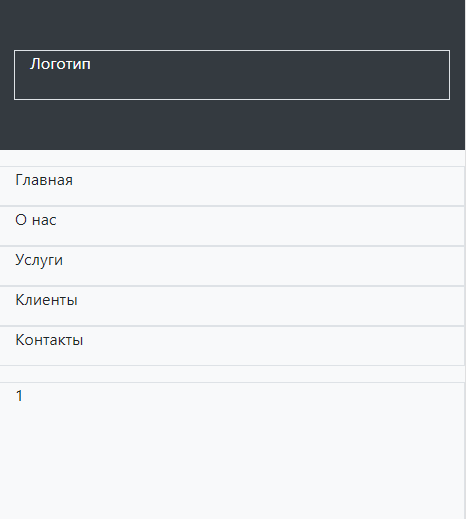 Логотип
Главная
О нас
Услуги
Клиенты
Контакты
1